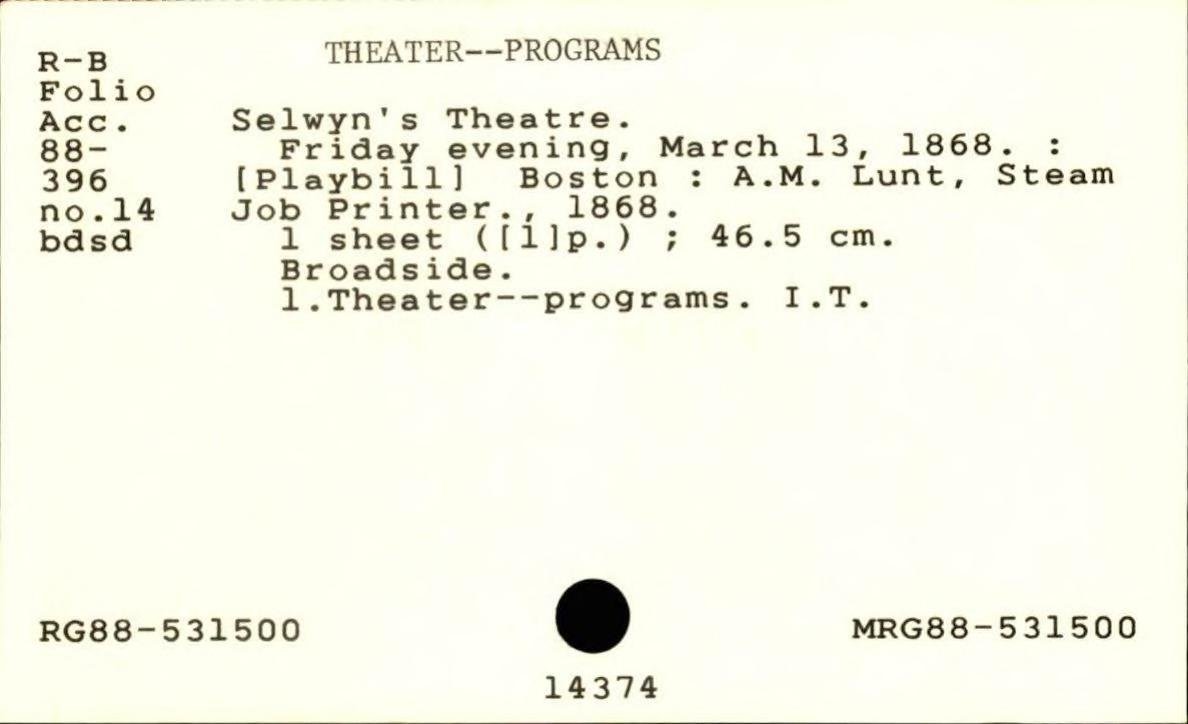 THEATER--PROGRAMS
R-B
Folio
Acc.
88-
396
no.14
bdsd
Selwyn's Theatre.
Friday evening, March 13, 1868. :
[Playbill] Boston : A.M. Lunt, Steam
Job Printer., 1868.
1 sheet ([1]p.) ; 46.5 cm.
Broadside.
1.Theater--programs. I.T.
RG88-531500
MRG88-531500
14374